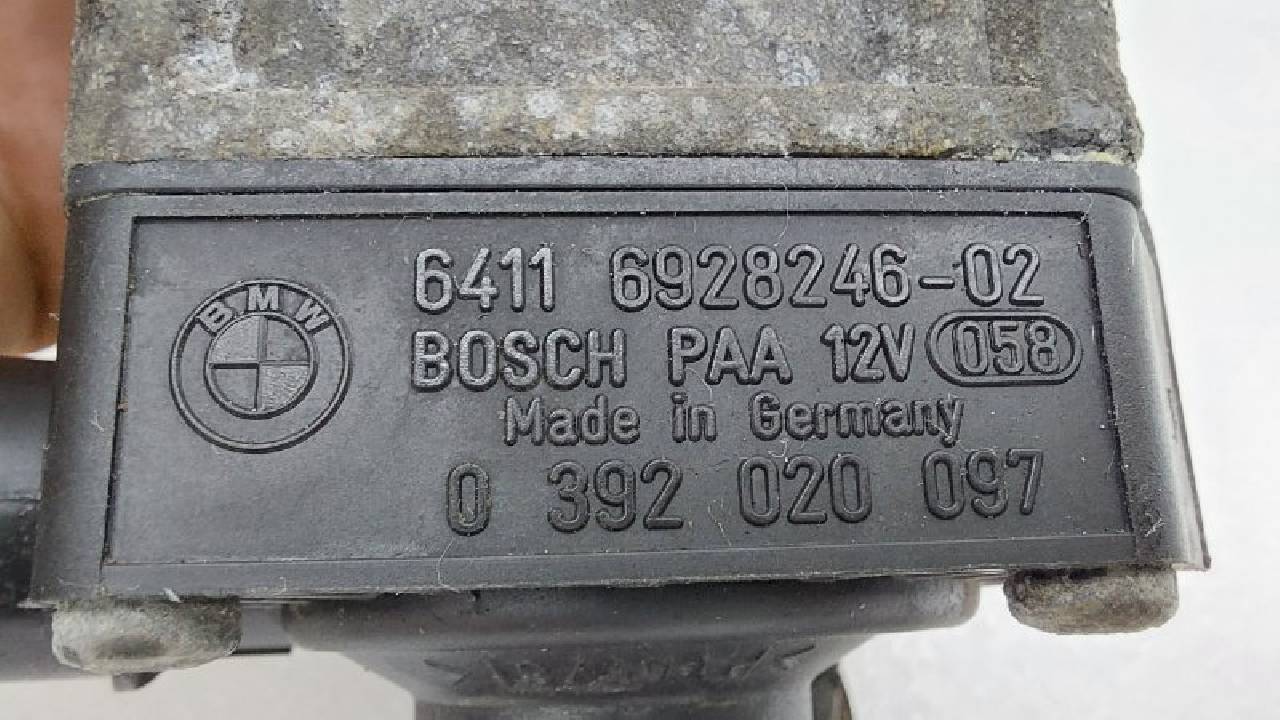 BMW
6411 6928246-02
BOSCH PAA 12V 058
Made in Germany
0 392 020 097